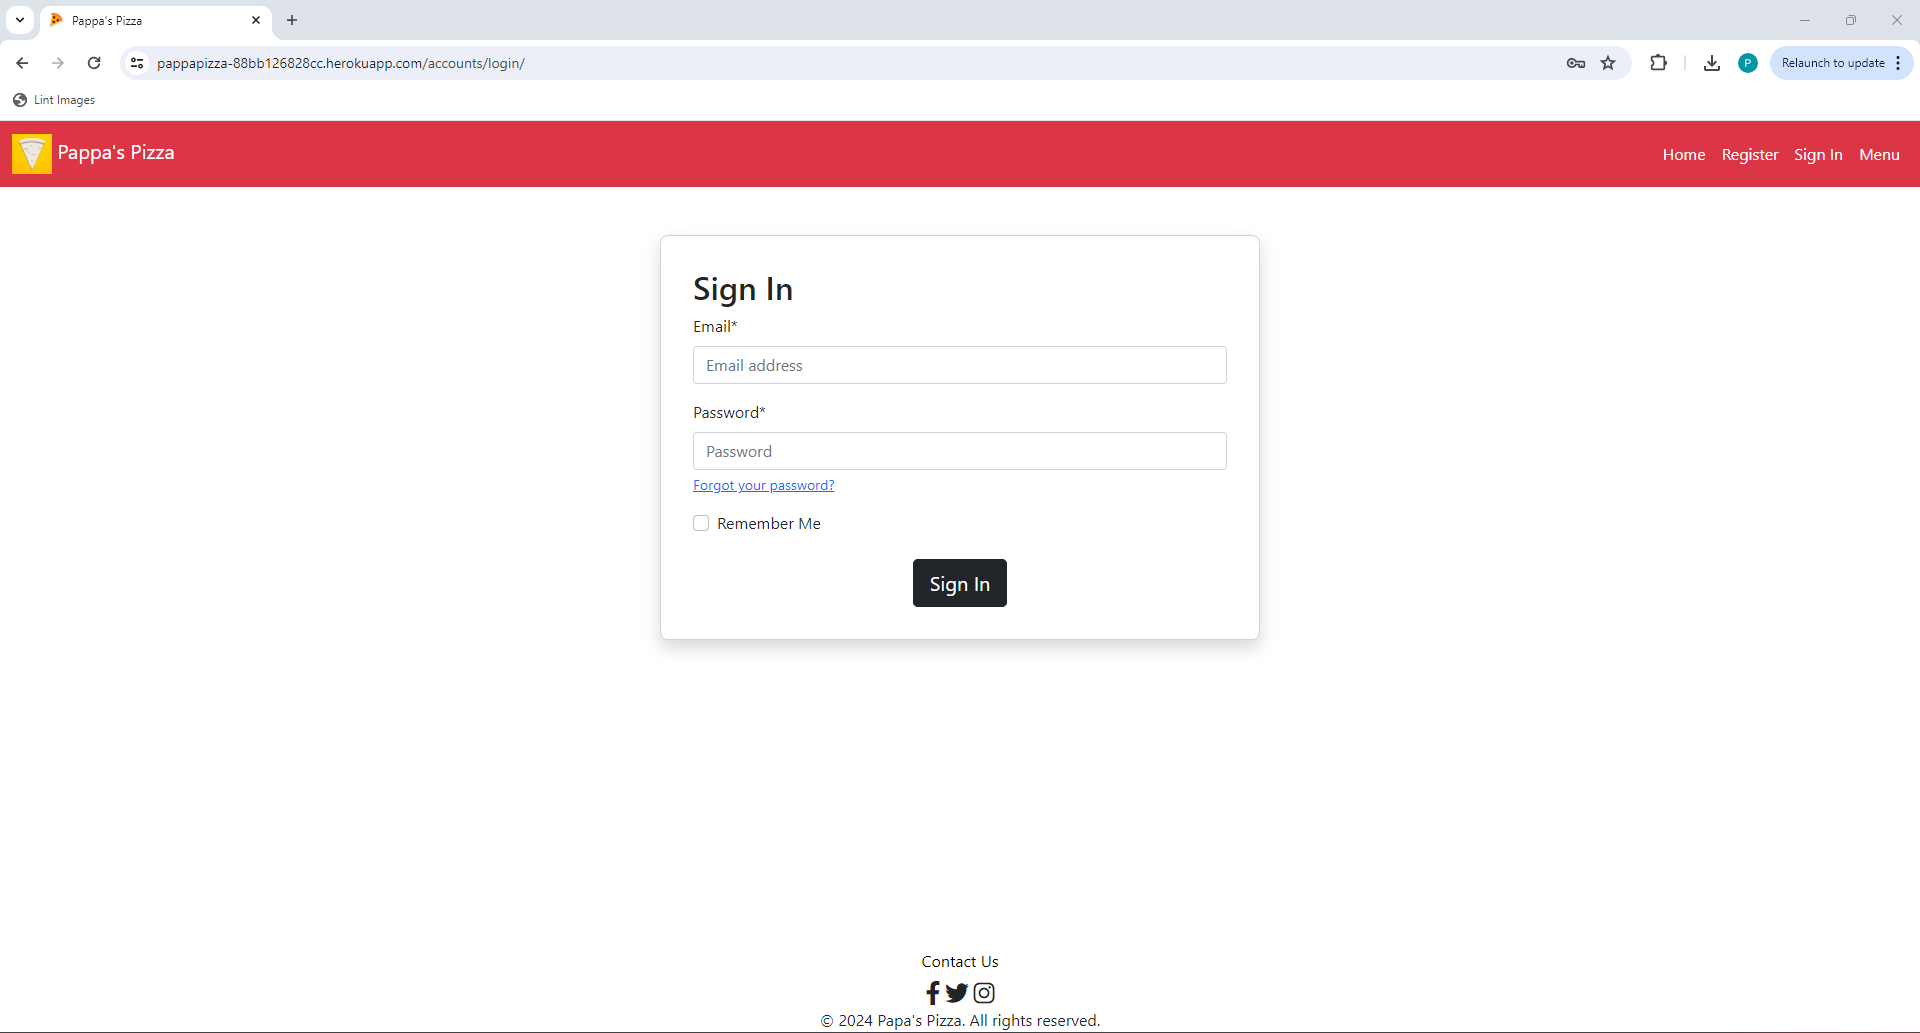 Pappa's Pizza
pappapizza-88bb126828cc.herokuapp.com/accounts/login/
P
Relaunch to update
Lint Images
Pappa's Pizza
Home Register Sign In Menu
Sign In
Email*
Email address
Password*
Password
Forgot your password?
Remember Me
Sign In
Contact Us
© 2024 Papa's Pizza. All rights reserved.